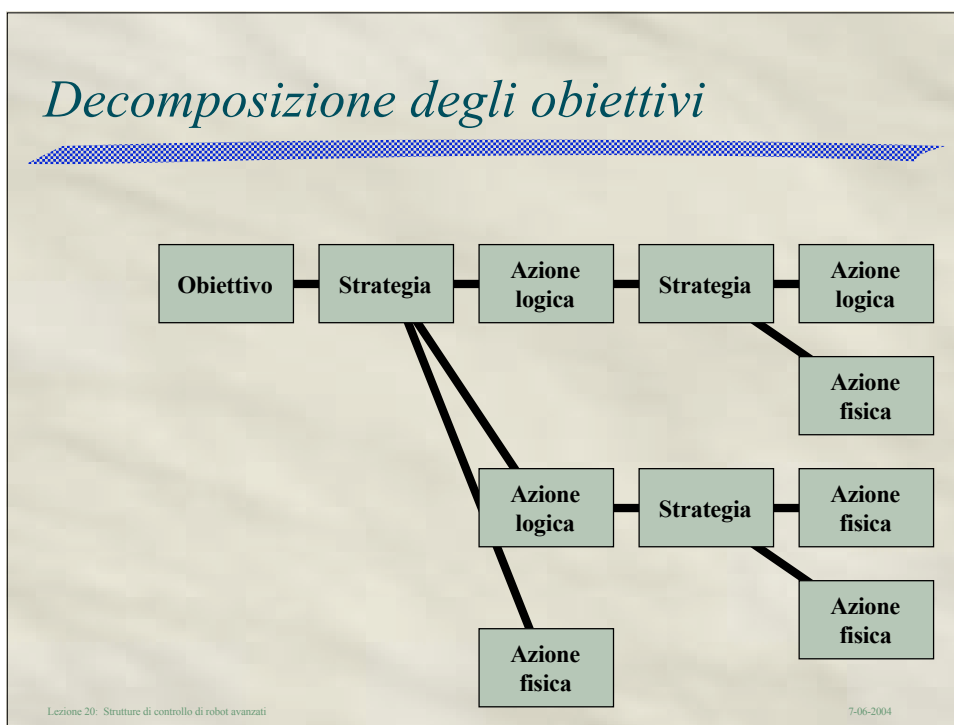 Decomposizione degli obiettivi
Obiettivo
Strategia
Azione
logica
Strategia
Azione
logica
Azione
fisica
Azione
logica
Strategia
Azione
fisica
Azione
fisica
Azione
fisica
Lezione 20: Strutture di controllo di robot avanzati
7-06-2004